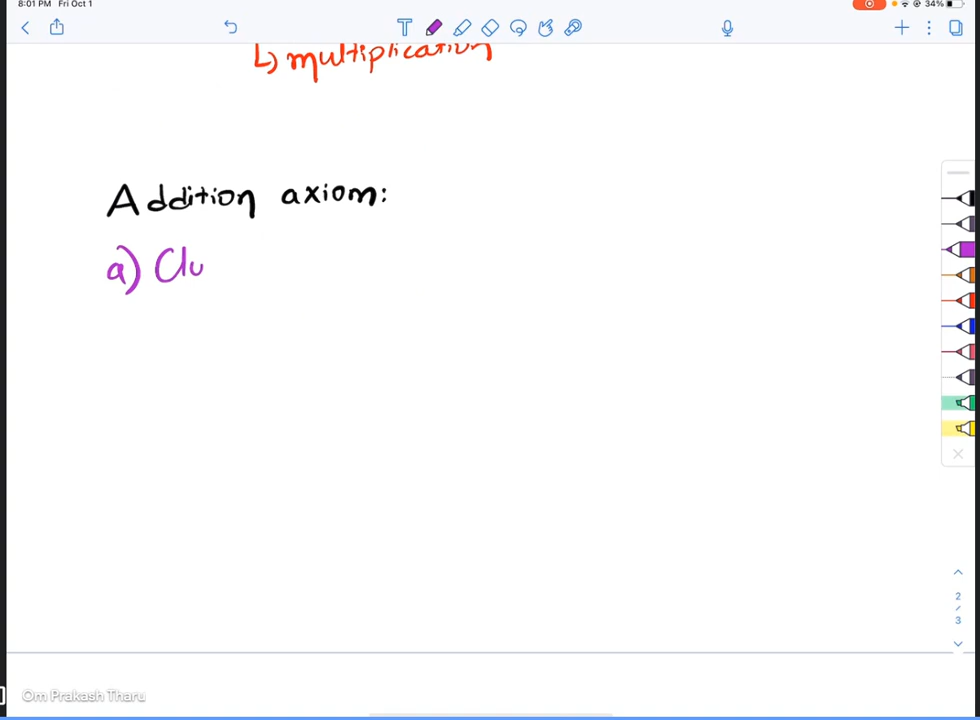 8:01 PM Fri Oct 1
34%
↳ multiplication
Addition axiom:
a) Clu
2
/
3
Om Prakash Tharu